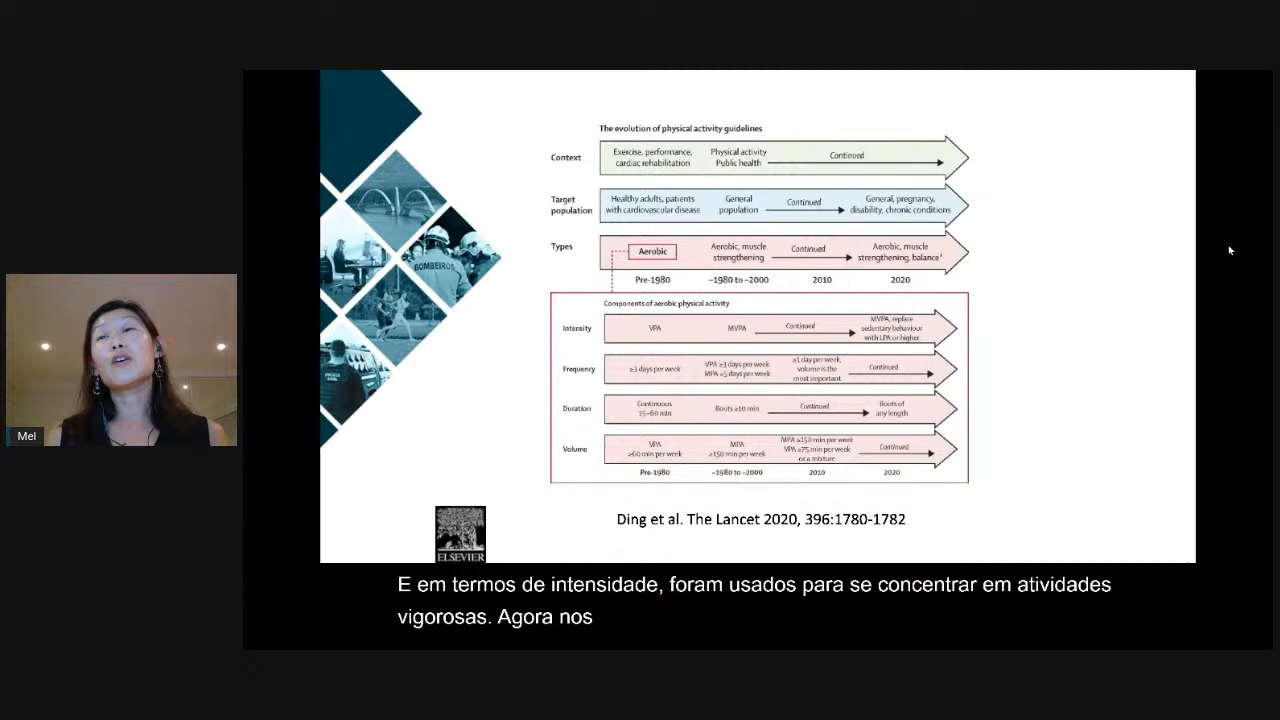 The evolution of physical activity guidelines
Context
Exercise, performance,
cardiac rehabilitation
Physical activity
Public health
Continued
Target
population
Healthy adults, patients
with cardiovascular disease
General
population
Continued
General, pregnancy,
disability, chronic conditions
Types
Aerobic
Aerobic, muscle
strengthening
Continued
Aerobic, muscle
strengthening, balance*
Pre-1980
~1980 to ~2000
2010
2020
Components of aerobic physical activity
Intensity
VPA
MVPA
Continued
MVPA, replace
sedentary behaviour
with LPA or higher
Frequency
≥3 days per week
VPA ≥3 days per week
MPA ≥5 days per week
≥1 day per week,
volume is the
most important
Continued
Duration
Continuous
15–60 min
Bouts ≥10 min
Continued
Bouts of
any length
Volume
VPA
≥60 min per week
MPA
≥150 min per week
MPA ≥150 min per week
VPA ≥75 min per week
or a mixture
Continued
Pre-1980
~1980 to ~2000
2010
2020
BOMBEIROS
Mel
Ding et al. The Lancet 2020, 396:1780-1782
ELSEVIER
E em termos de intensidade, foram usados para se concentrar em atividades
vigorosas. Agora nos